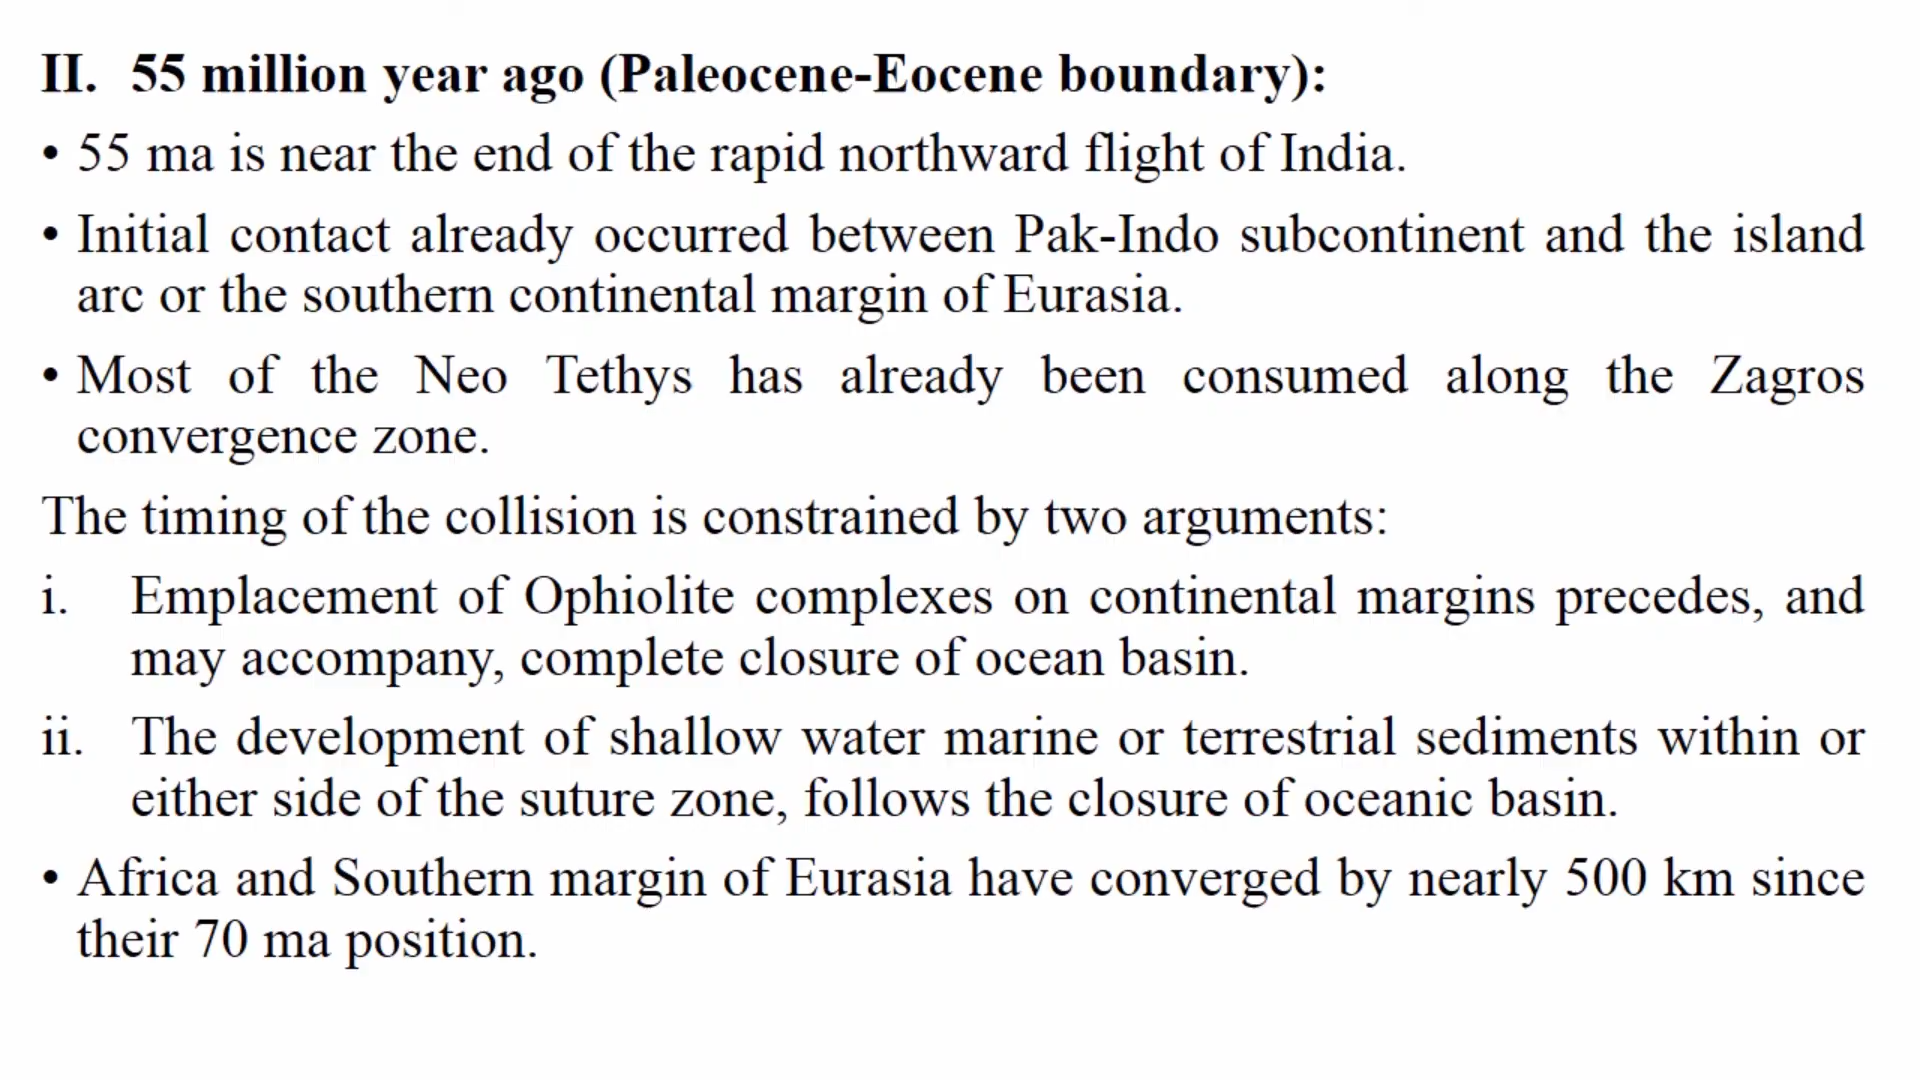 II. 55 million year ago (Paleocene-Eocene boundary):
• 55 ma is near the end of the rapid northward flight of India.
• Initial contact already occurred between Pak-Indo subcontinent and the island
arc or the southern continental margin of Eurasia.
• Most of the Neo Tethys has already been consumed along the Zagros
convergence zone.
The timing of the collision is constrained by two arguments:
i. Emplacement of Ophiolite complexes on continental margins precedes, and
may accompany, complete closure of ocean basin.
ii. The development of shallow water marine or terrestrial sediments within or
either side of the suture zone, follows the closure of oceanic basin.
• Africa and Southern margin of Eurasia have converged by nearly 500 km since
their 70 ma position.